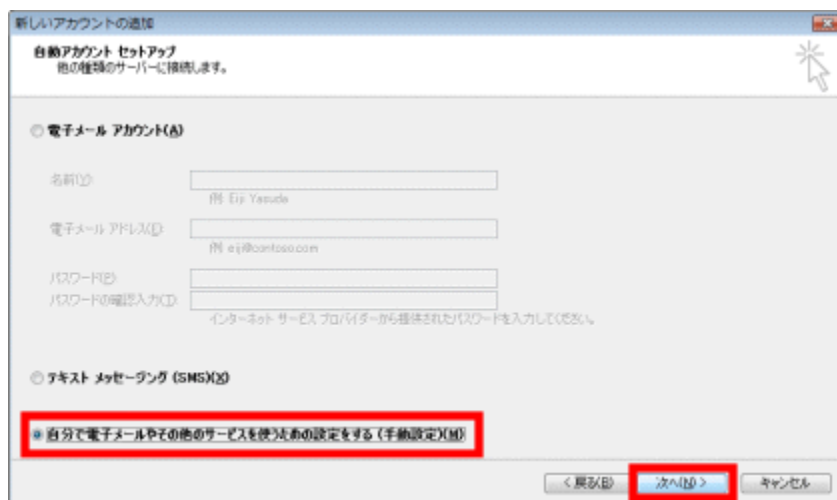 新しいアカウントの追加
自動アカウント セットアップ
他の種類のサーバーに接続します。
電子メール アカウント(A)
名前(Y):
例: Eiji Yasuda
電子メール アドレス(E):
例: eiji@contoso.com
パスワード(P):
パスワードの確認入力(T):
インターネット サービス プロバイダーから提供されたパスワードを入力してください。
テキスト メッセージング (SMS)(X)
自分で電子メールやその他のサービスを使うための設定をする (手動設定)(M)
< 戻る(B)
次へ(N) >
キャンセル